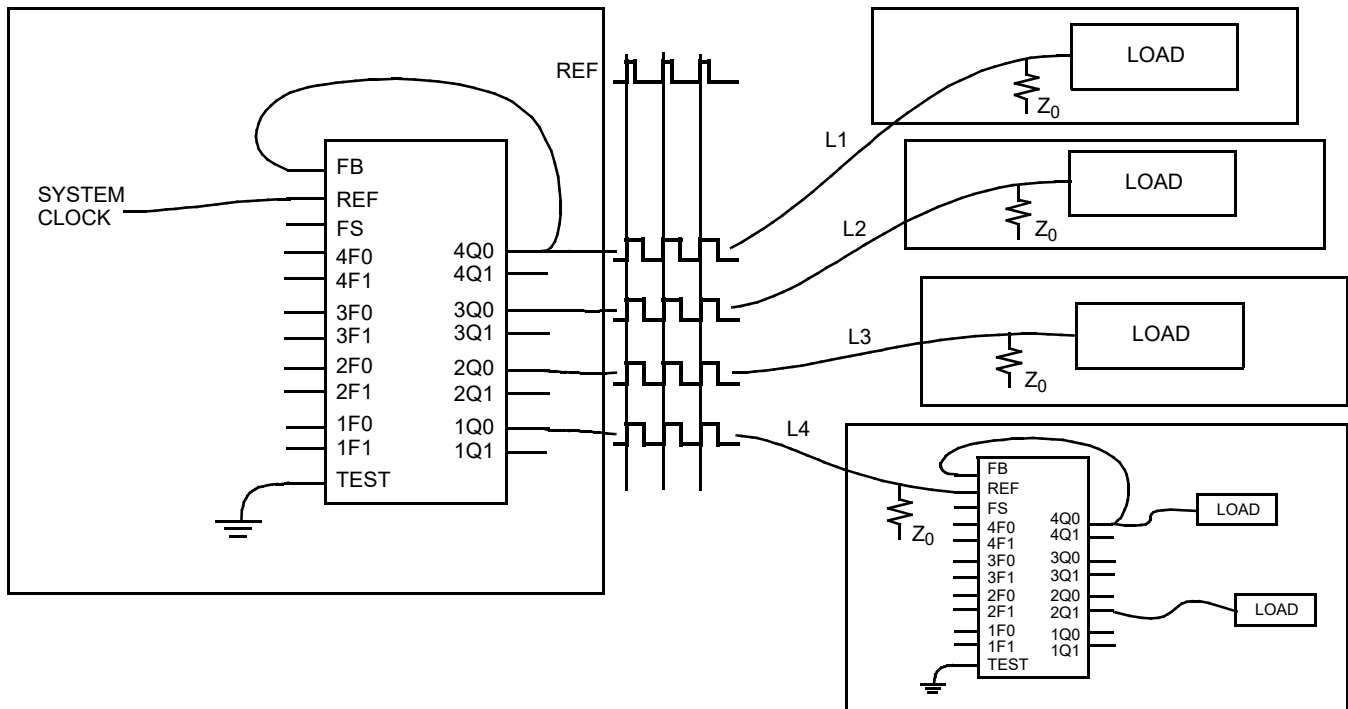 REF
SYSTEM
CLOCK
FB
REF
FS
4F0
4F1
3F0
3F1
2F0
2F1
1F0
1F1
TEST
4Q0
4Q1
3Q0
3Q1
2Q0
2Q1
1Q0
1Q1
L1
L2
L3
L4
LOAD
Z0
LOAD
Z0
LOAD
Z0
Z0
FB
REF
FS
4F0
4F1
3F0
3F1
2F0
2F1
1F0
1F1
TEST
4Q0
4Q1
3Q0
3Q1
2Q0
2Q1
1Q0
1Q1
LOAD
LOAD